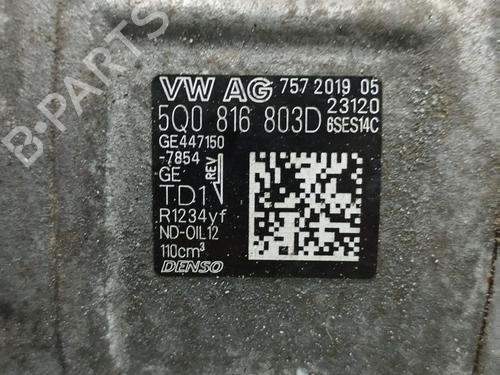 VW AG 757 2019 05
23120
5Q0 816 803D 6SES14C
GE447150
-7854
GE REV
TD1
R1234yf
ND-OIL12
110cm³
DENSO
B-PARTS